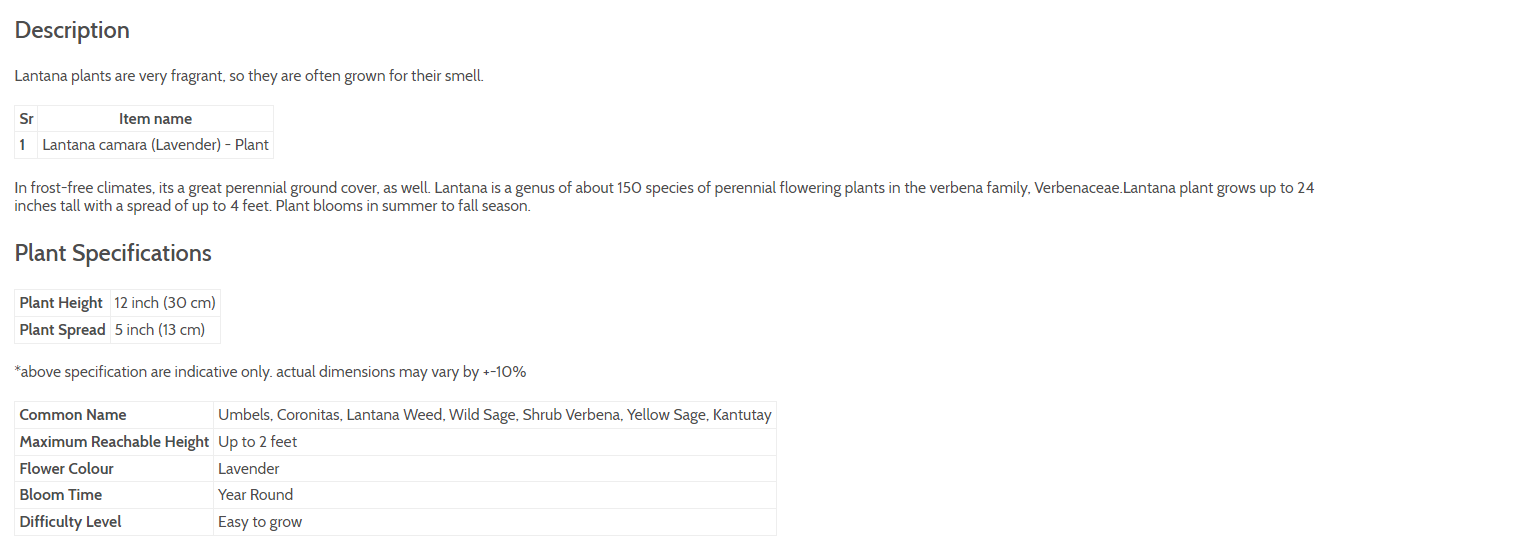 Description
Lantana plants are very fragrant, so they are often grown for their smell.
Sr Item name
1 Lantana camara (Lavender) - Plant
In frost-free climates, its a great perennial ground cover, as well. Lantana is a genus of about 150 species of perennial flowering plants in the verbena family, Verbenaceae.Lantana plant grows up to 24
inches tall with a spread of up to 4 feet. Plant blooms in summer to fall season.
Plant Specifications
Plant Height 12 inch (30 cm)
Plant Spread 5 inch (13 cm)
*above specification are indicative only. actual dimensions may vary by +-10%
Common Name Umbels, Coronitas, Lantana Weed, Wild Sage, Shrub Verbena, Yellow Sage, Kantutay
Maximum Reachable Height Up to 2 feet
Flower Colour Lavender
Bloom Time Year Round
Difficulty Level Easy to grow